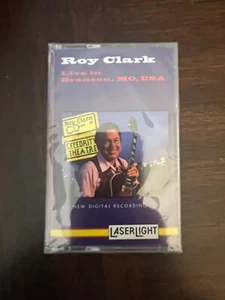 Roy Clark
Live in
Branson, MO, USA
Roy Clark
CELEBRITY
THEATRE
NEW DIGITAL RECORDING
LASERLIGHT